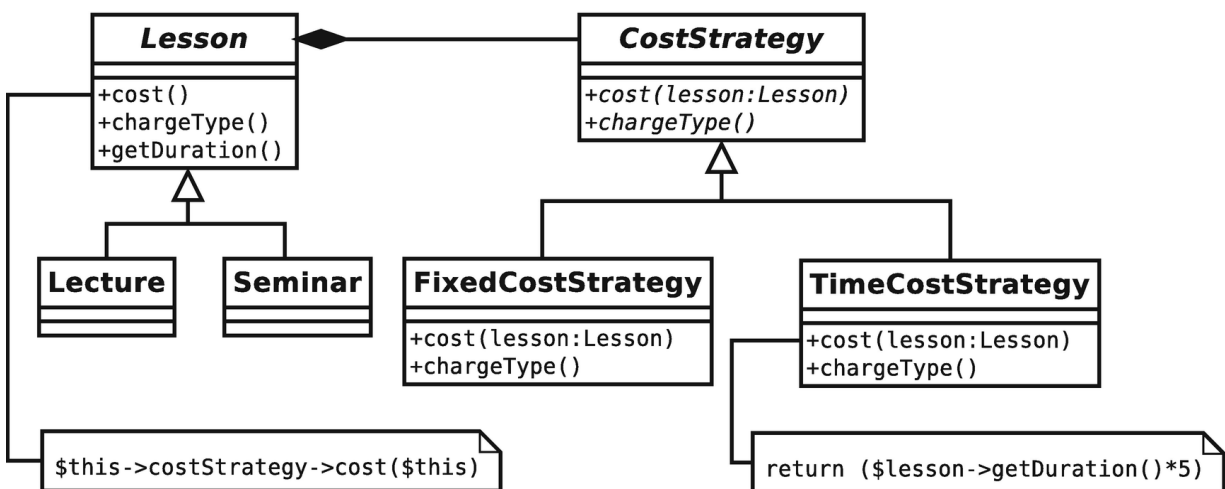 Lesson
+cost()
+chargeType()
+getDuration()
CostStrategy
+cost(lesson:Lesson)
+chargeType()
Lecture
Seminar
FixedCostStrategy
+cost(lesson:Lesson)
+chargeType()
TimeCostStrategy
+cost(lesson:Lesson)
+chargeType()
$this->costStrategy->cost($this)
return ($lesson->getDuration()*5)